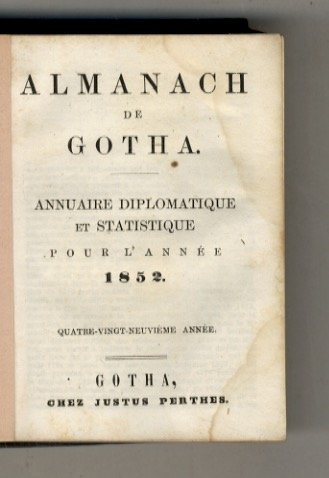 ALMANACH
DE
GOTHA.
ANNUAIRE DIPLOMATIQUE
ET STATISTIQUE
POUR L'ANNÉE
1852.
QUATRE-VINGT-NEUVIÈME ANNÉE.
GOTHA,
CHEZ JUSTUS PERTHES.